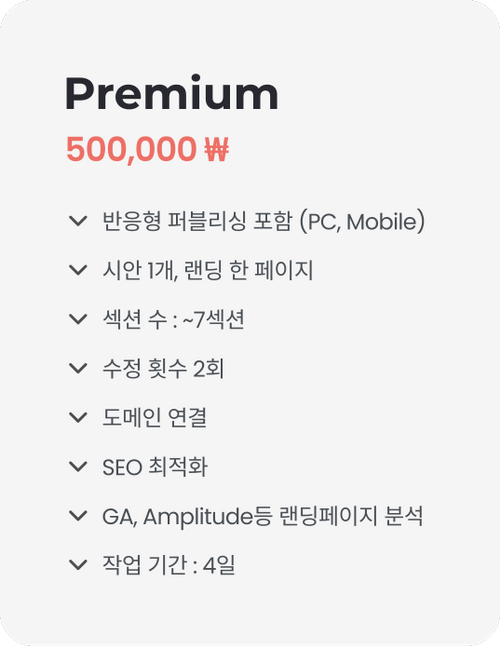 Premium
500,000 ₩
반응형 퍼블리싱 포함 (PC, Mobile)
시안 1개, 랜딩 한 페이지
섹션 수 : ~7섹션
수정 횟수 2회
도메인 연결
SEO 최적화
GA, Amplitude등 랜딩페이지 분석
작업 기간 : 4일